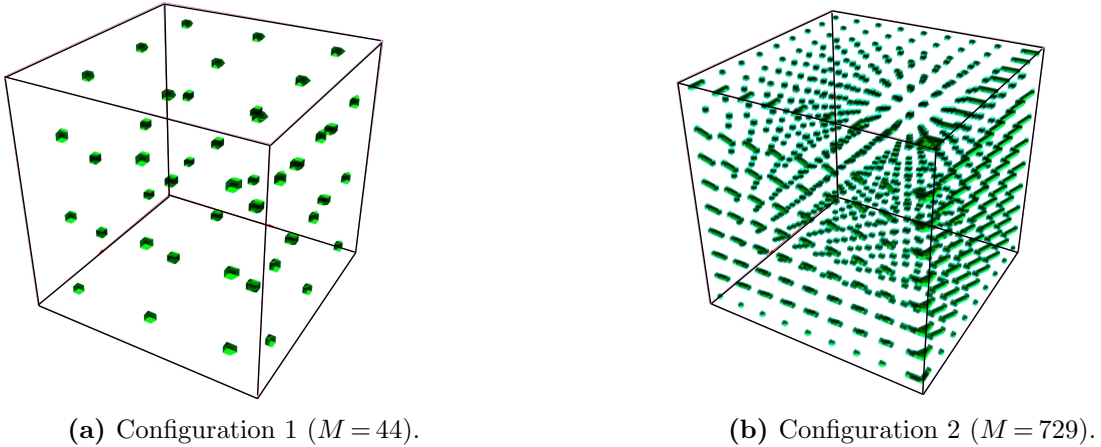 (a) Configuration 1 (M = 44).
(b) Configuration 2 (M = 729).